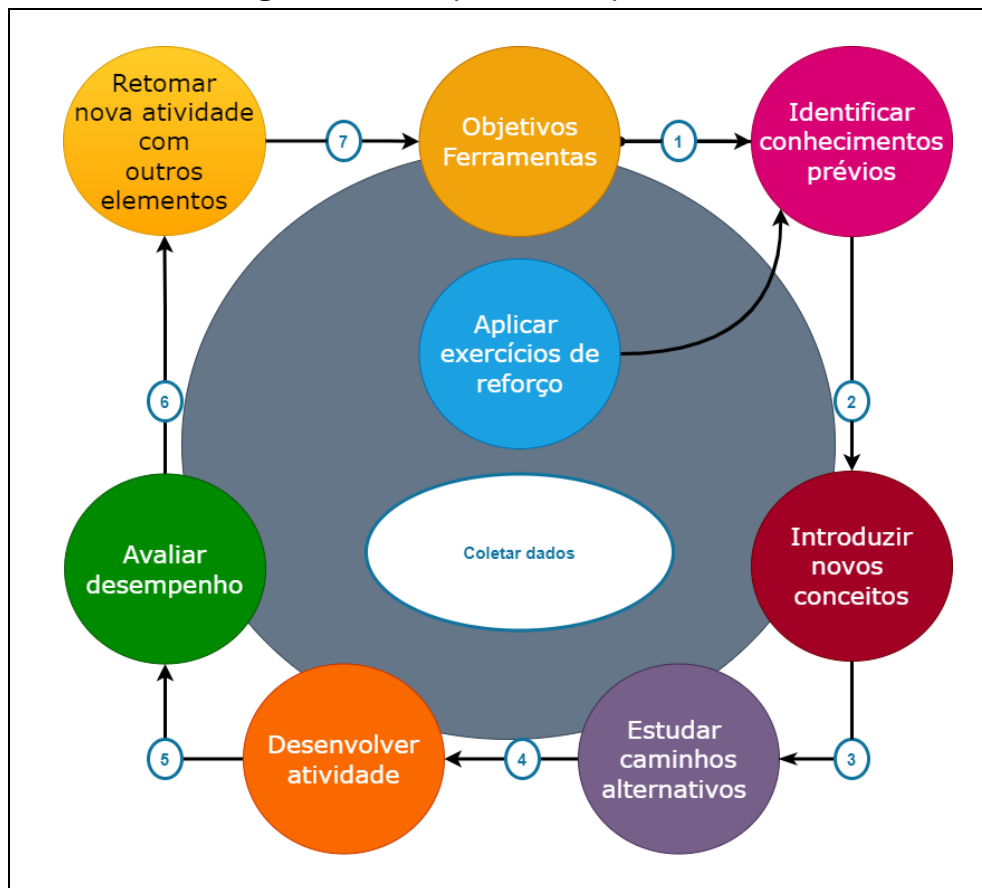 Retomar
nova atividade
com
outros
elementos
7
Objetivos
Ferramentas
1
Identificar
conhecimentos
prévios
Aplicar
exercícios de
reforço
6
2
Avaliar
desempenho
Coletar dados
Introduzir
novos
conceitos
Desenvolver
atividade
Estudar
caminhos
alternativos
5
4
3